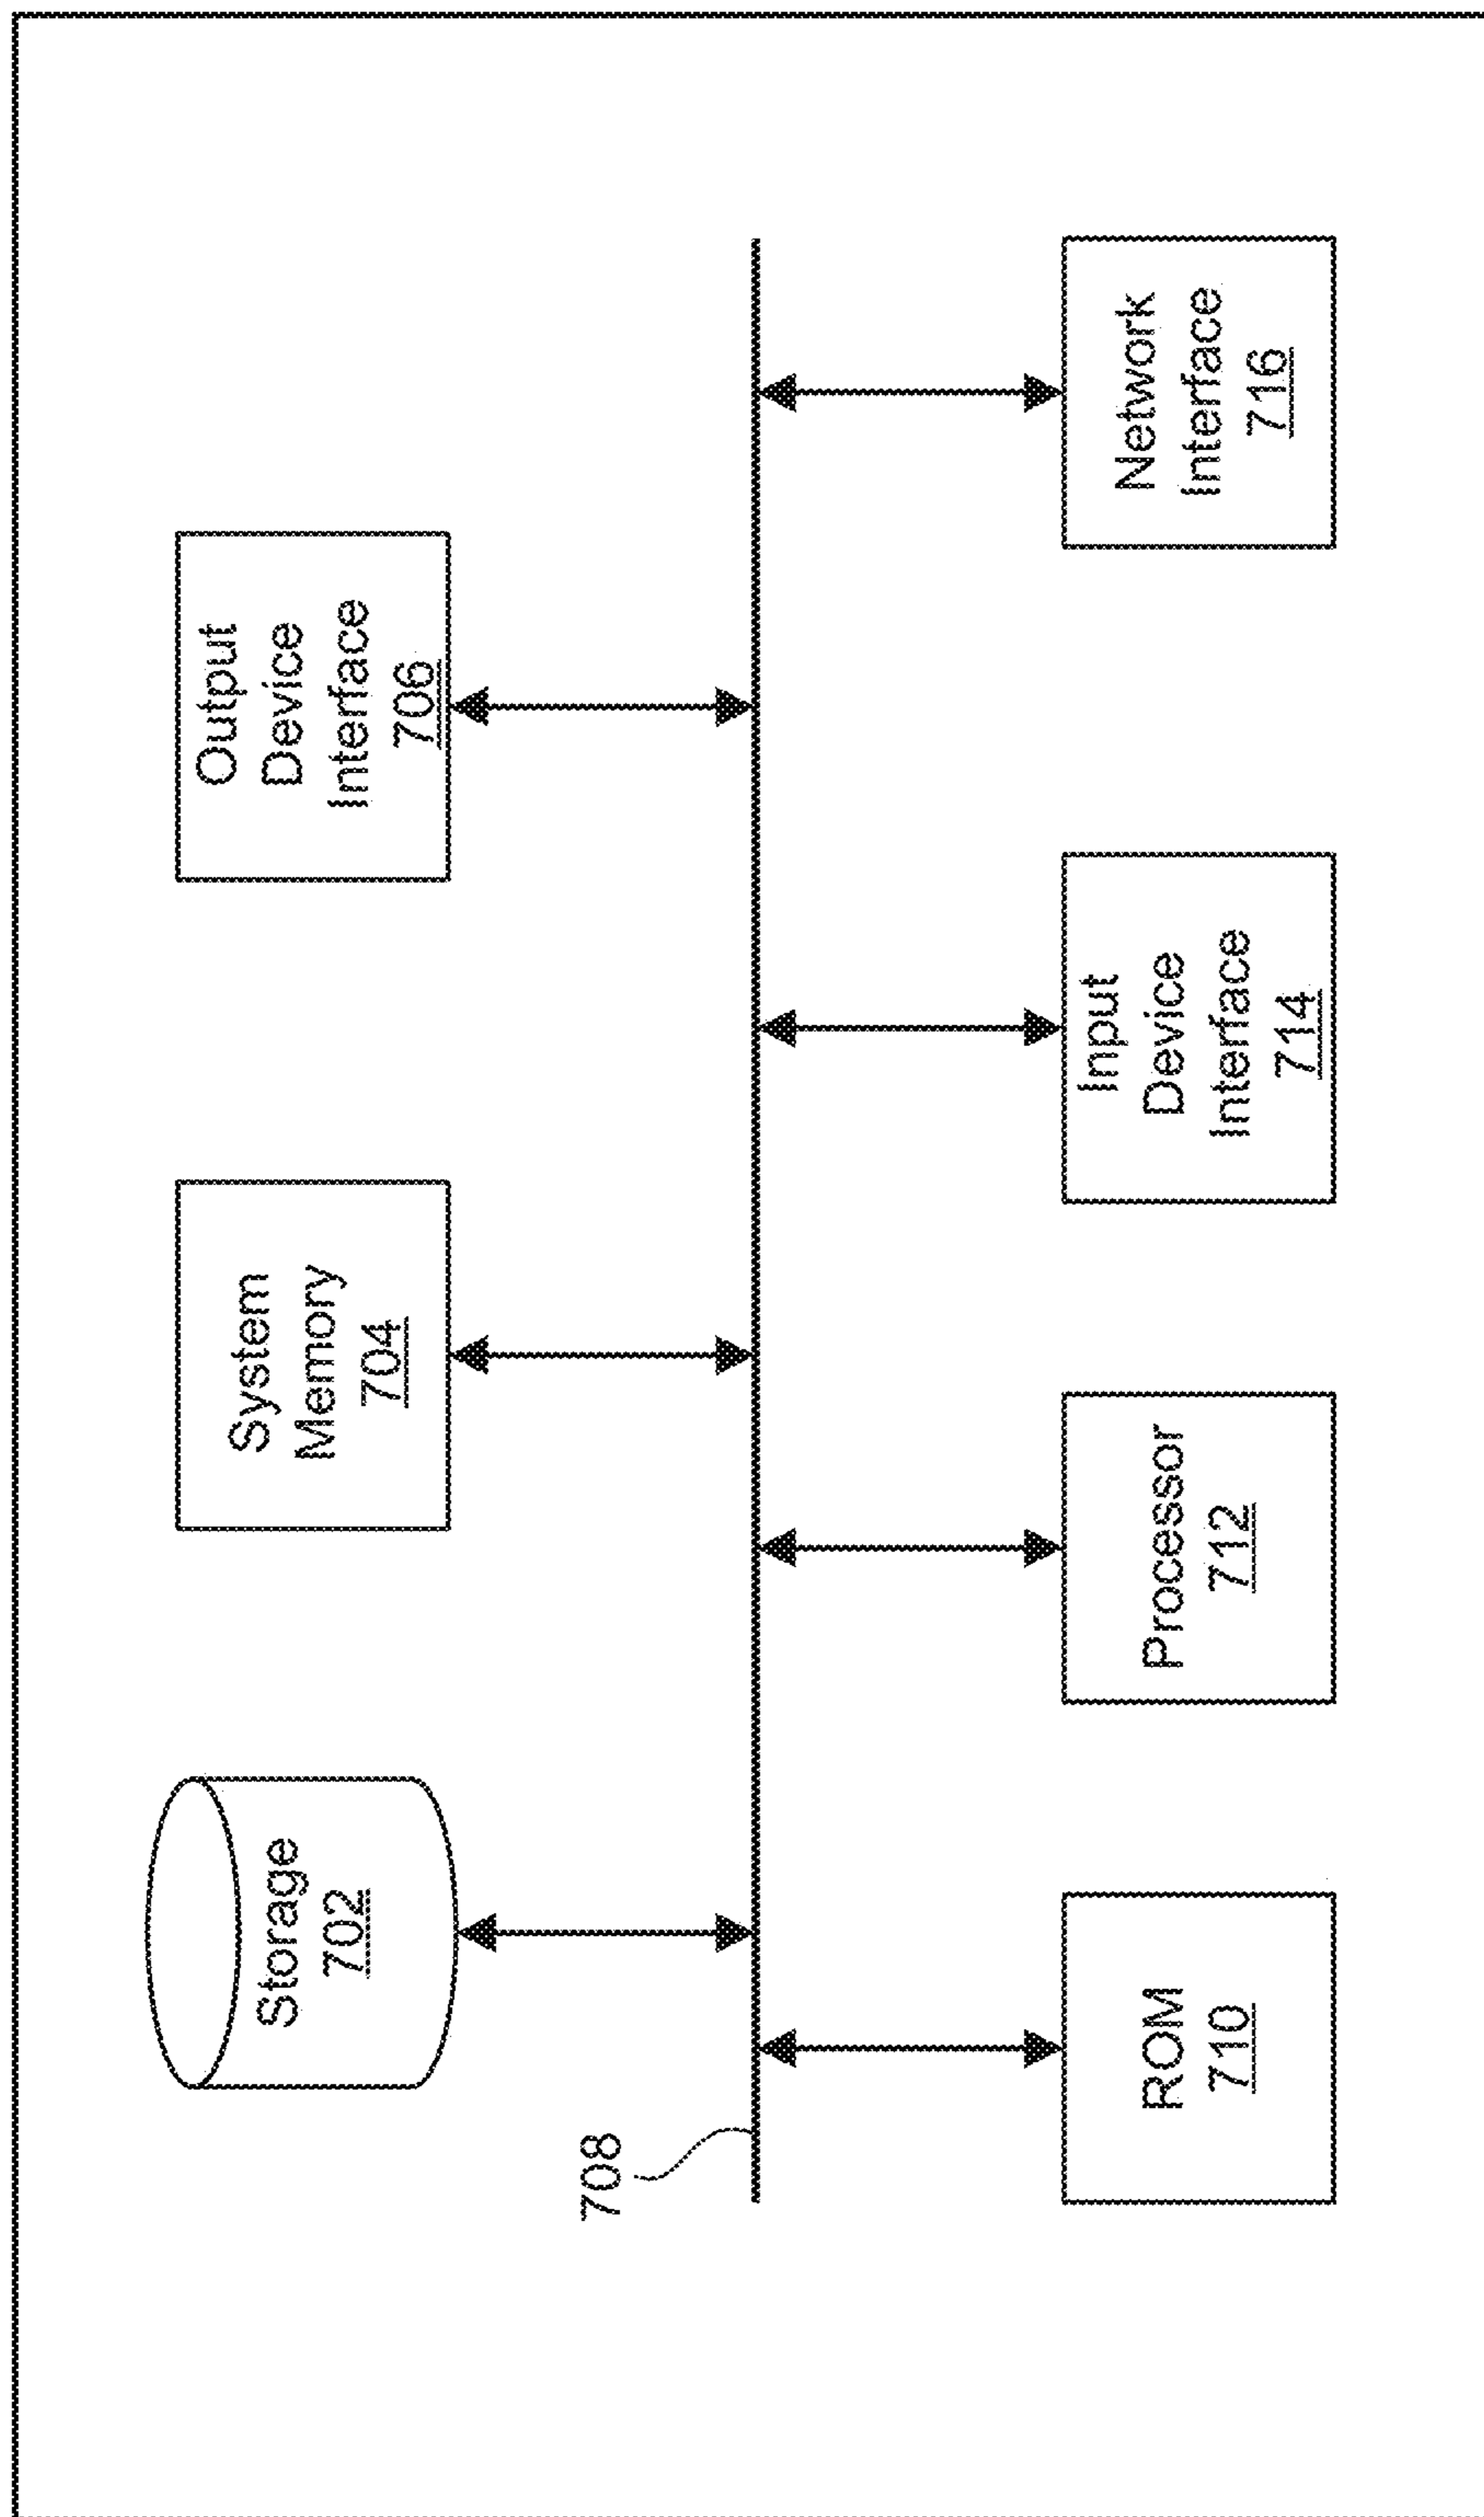 Storage
702
System
Memory
704
Output
Device
Interface
706
708
ROM
710
Processor
712
Input
Device
Interface
714
Network
Interface
716